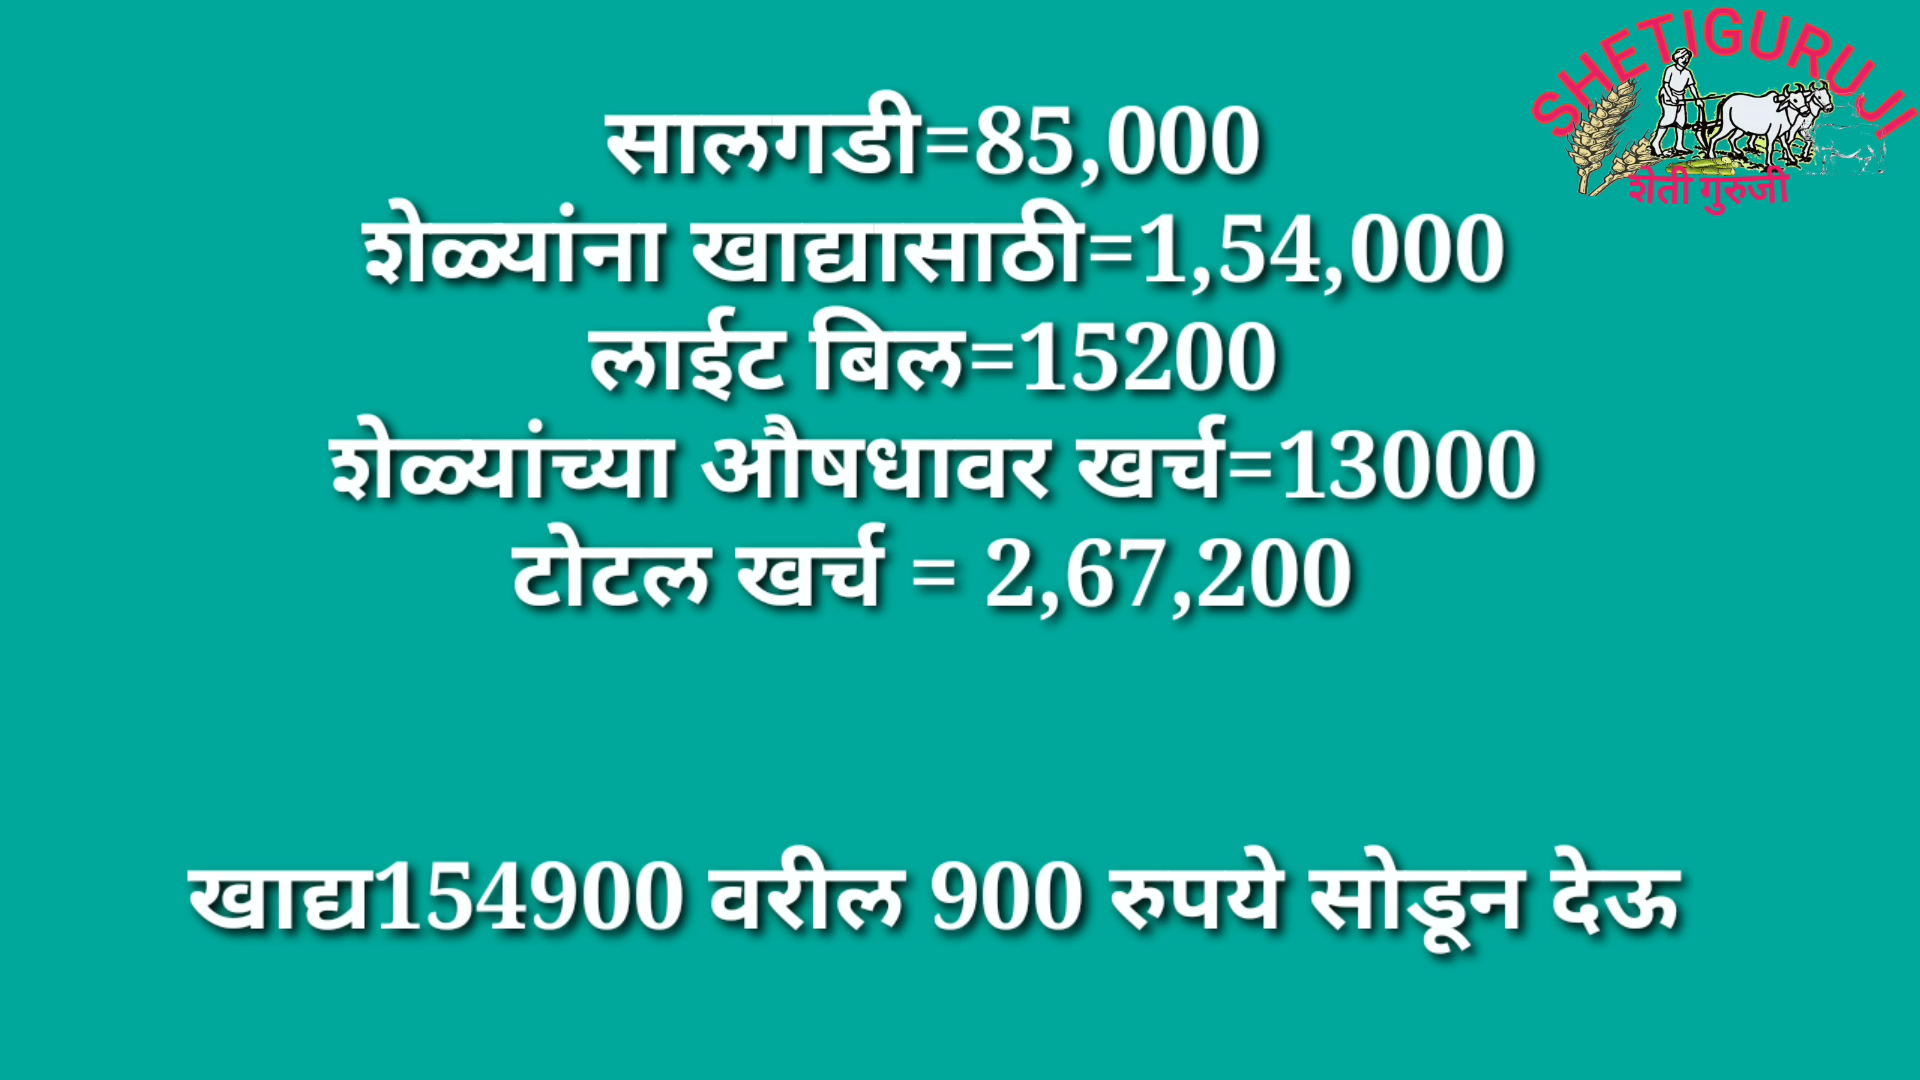 SHETIGURUJI
शेती गुरुजी
सालगडी=85,000
शेळ्यांना खाद्यासाठी=1,54,000
लाईट बिल=15200
शेळ्यांच्या औषधावर खर्च=13000
टोटल खर्च = 2,67,200
खाद्य154900 वरील 900 रुपये सोडून देऊ